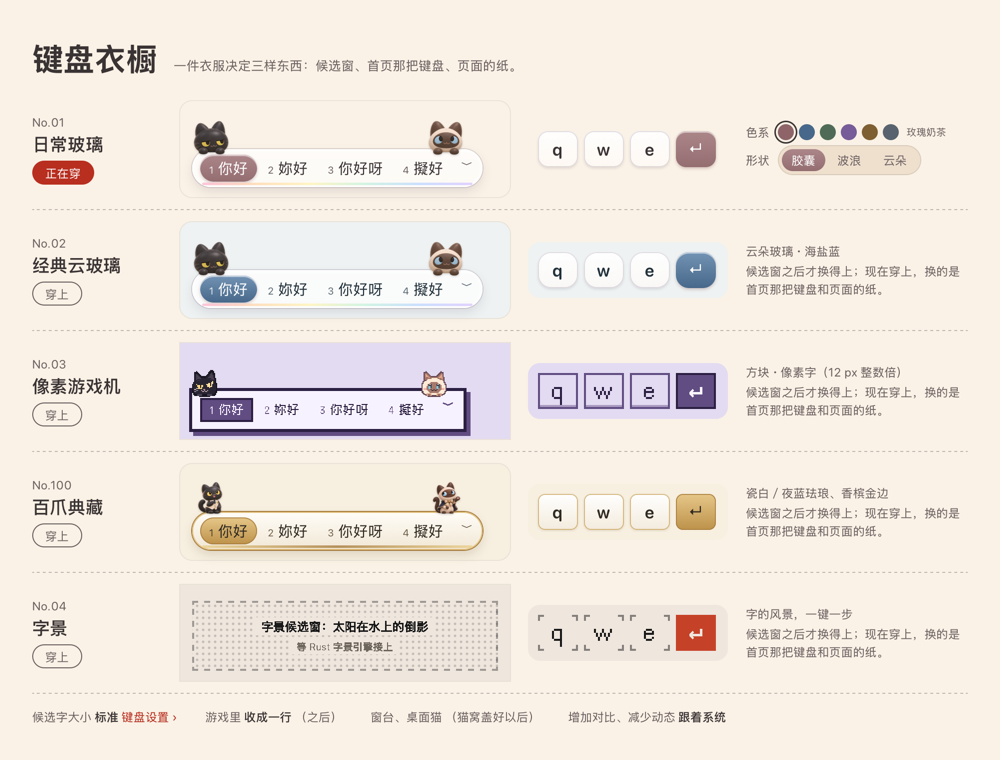 键盘衣橱 一件衣服决定三样东西：候选窗、首页那把键盘、页面的纸。
No.01
日常玻璃
正在穿
1 你好 2 妳好 3 你好呀 4 擬好
q w e ↵
色系 玫瑰奶茶
形状 胶囊 波浪 云朵
No.02
经典云玻璃
穿上
1 你好 2 妳好 3 你好呀 4 擬好
q w e ↵
云朵玻璃·海盐蓝
候选窗之后才换得上；现在穿上，换的是
首页那把键盘和页面的纸。
No.03
像素游戏机
穿上
1 你好 2 妳好 3 你好呀 4 擬好
q w e ↵
方块·像素字（12 px 整数倍）
候选窗之后才换得上；现在穿上，换的是
首页那把键盘和页面的纸。
No.100
百爪典藏
穿上
1 你好 2 妳好 3 你好呀 4 擬好
q w e ↵
瓷白 / 夜蓝珐琅、香槟金边
候选窗之后才换得上；现在穿上，换的是
首页那把键盘和页面的纸。
No.04
字景
穿上
字景候选窗：太阳在水上的倒影
等 Rust 字景引擎接上
q w e ↵
字的风景，一键一步
候选窗之后才换得上；现在穿上，换的是
首页那把键盘和页面的纸。
候选字大小 标准 键盘设置 › 游戏里 收成一行 （之后） 窗台、桌面猫 （猫窝盖好以后） 增加对比、减少动态 跟着系统